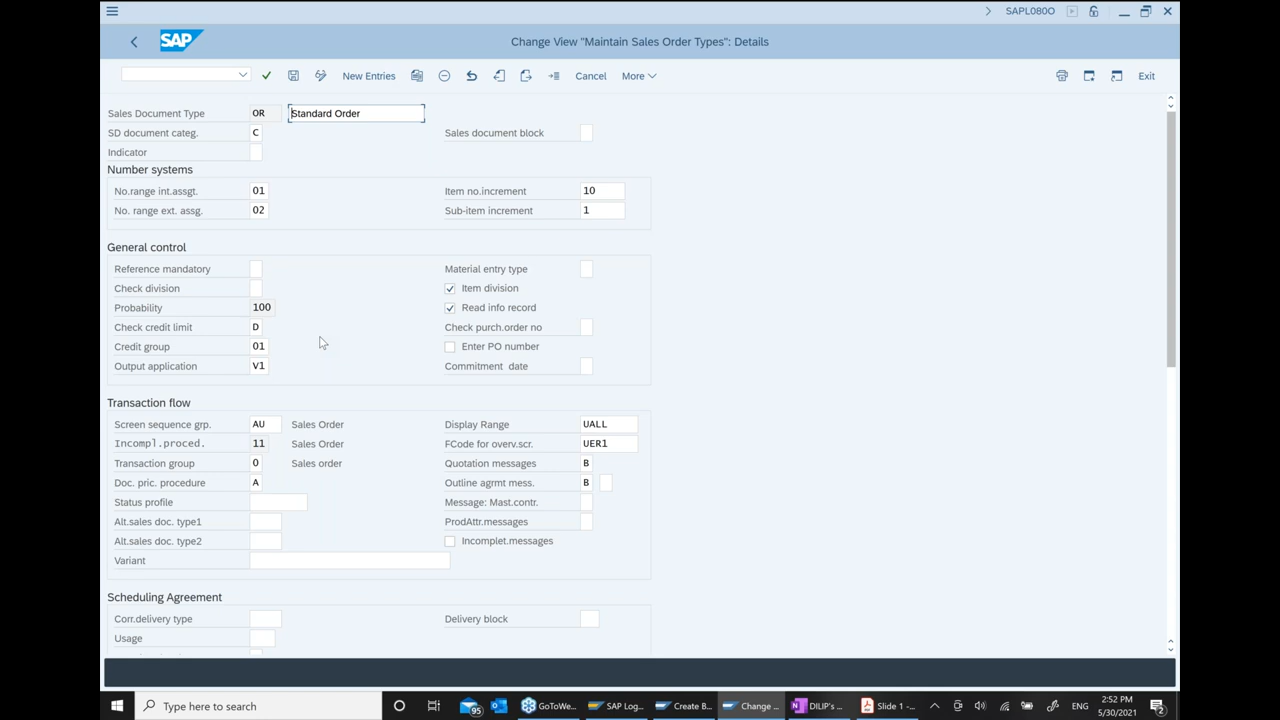 SAPL080O
SAP
Change View "Maintain Sales Order Types": Details
New Entries
Cancel
More
Exit
Sales Document Type OR Standard Order
SD document categ. C Sales document block
Indicator
Number systems
No.range int.assgt. 01 Item no.increment 10
No. range ext. assg. 02 Sub-item increment 1
General control
Reference mandatory Material entry type
Check division Item division
Probability 100 Read info record
Check credit limit D Check purch.order no
Credit group 01 Enter PO number
Output application V1 Commitment date
Transaction flow
Screen sequence grp. AU Sales Order Display Range UALL
Incompl.proced. 11 Sales Order FCode for overv.scr. UER1
Transaction group 0 Sales order Quotation messages B
Doc. pric. procedure A Outline agrmt mess. B
Status profile Message: Mast.contr.
Alt.sales doc. type1 ProdAttr.messages
Alt.sales doc. type2 Incomplet.messages
Variant
Scheduling Agreement
Corr.delivery type Delivery block
Usage
Type here to search
95
GoToWe...
SAP Log...
Create B...
Change ...
DILIP's ...
Slide 1 -...
ENG
2:52 PM
5/30/2021
2